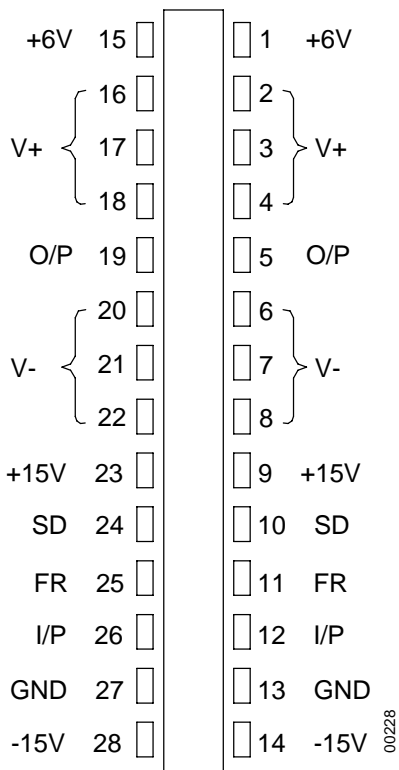 +6V 15 1 +6V
16 2
V+ 17 3 V+
18 4
O/P 19 5 O/P
20 6
V- 21 7 V-
22 8
+15V 23 9 +15V
SD 24 10 SD
FR 25 11 FR
I/P 26 12 I/P
GND 27 13 GND
-15V 28 14 -15V
00228